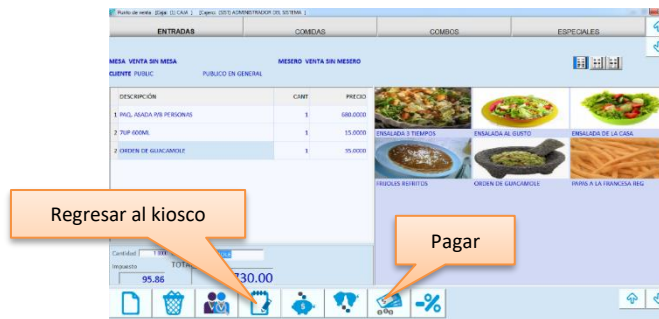 Punto de venta [Caja: (1) CAJA ] [Cajero: (SIST) ADMINISTRADOR DEL SISTEMA ]
ENTRADAS COMIDAS COMBOS ESPECIALES
MESA VENTA SIN MESA MESERO VENTA SIN MESERO
CLIENTE PUBLIC PUBLICO EN GENERAL
DESCRIPCIÓN CANT PRECIO
1 PAQ. ASADA P/8 PERSONAS 1 680.0000
2 7UP 600ML 1 15.0000
ENSALADA 3 TIEMPOS ENSALADA AL GUSTO ENSALADA DE LA CASA
2 ORDEN DE GUACAMOLE 1 35.0000
FRIJOLES REFRITOS ORDEN DE GUACAMOLE PAPAS A LA FRANCESA REG
Regresar al kiosco
Pagar
Cantidad
Impuesto TOTAL
95.86 730.00